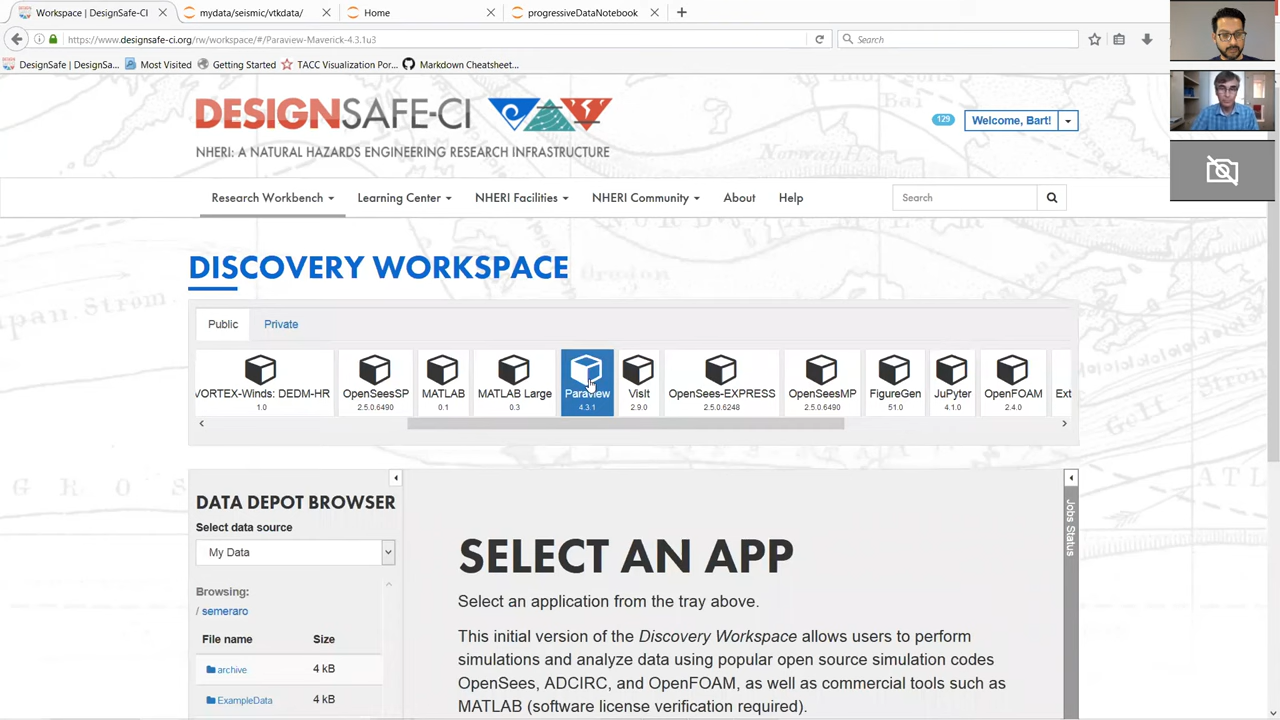 Workspace | DesignSafe-CI
mydata/seismic/vtkdata/
Home
progressiveDataNotebook
https://www.designsafe-ci.org/rw/workspace/#/Paraview-Maverick-4.3.1u3
Search
DesignSafe | DesignSa...
Most Visited
Getting Started
TACC Visualization Por...
Markdown Cheatsheet...
DESIGNSAFE-CI
NHERI: A NATURAL HAZARDS ENGINEERING RESEARCH INFRASTRUCTURE
129
Welcome, Bart!
Research Workbench
Learning Center
NHERI Facilities
NHERI Community
About
Help
Search
DISCOVERY WORKSPACE
Public
Private
VORTEX-Winds: DEDM-HR
1.0
OpenSeesSP
2.5.0.6490
MATLAB
0.1
MATLAB Large
0.3
Paraview
4.3.1
VisIt
2.9.0
OpenSees-EXPRESS
2.5.0.6248
OpenSeesMP
2.5.0.6490
FigureGen
51.0
JuPyter
4.1.0
OpenFOAM
2.4.0
Ext
DATA DEPOT BROWSER
Select data source
My Data
Browsing:
/ semeraro
File name
Size
archive
4 kB
ExampleData
4 kB
SELECT AN APP
Select an application from the tray above.
This initial version of the Discovery Workspace allows users to perform
simulations and analyze data using popular open source simulation codes
OpenSees, ADCIRC, and OpenFOAM, as well as commercial tools such as
MATLAB (software license verification required).
Jobs Status